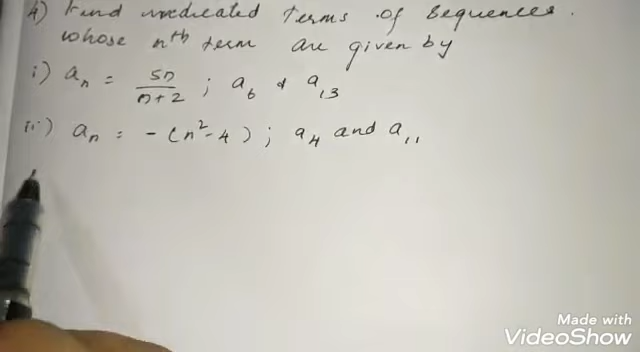 4) Find indicated terms of sequences.
whose nth term are given by
i) aₙ = 5n/n+2 ; a₆ & a₁₃
ii) aₙ = -(n²-4) ; a₄ and a₁₁
Made with
VideoShow